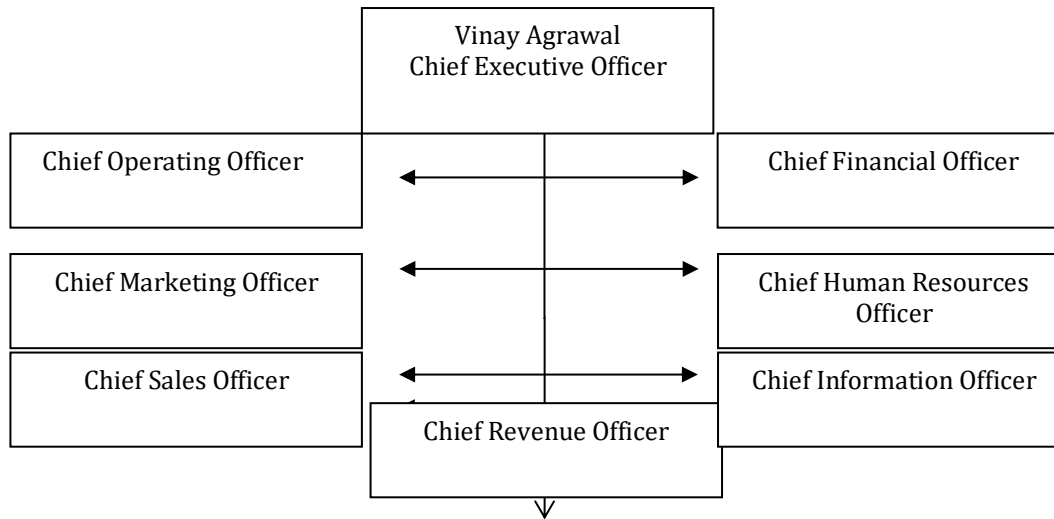 Vinay Agrawal
Chief Executive Officer
Chief Operating Officer
Chief Financial Officer
Chief Marketing Officer
Chief Human Resources
Officer
Chief Sales Officer
Chief Information Officer
Chief Revenue Officer